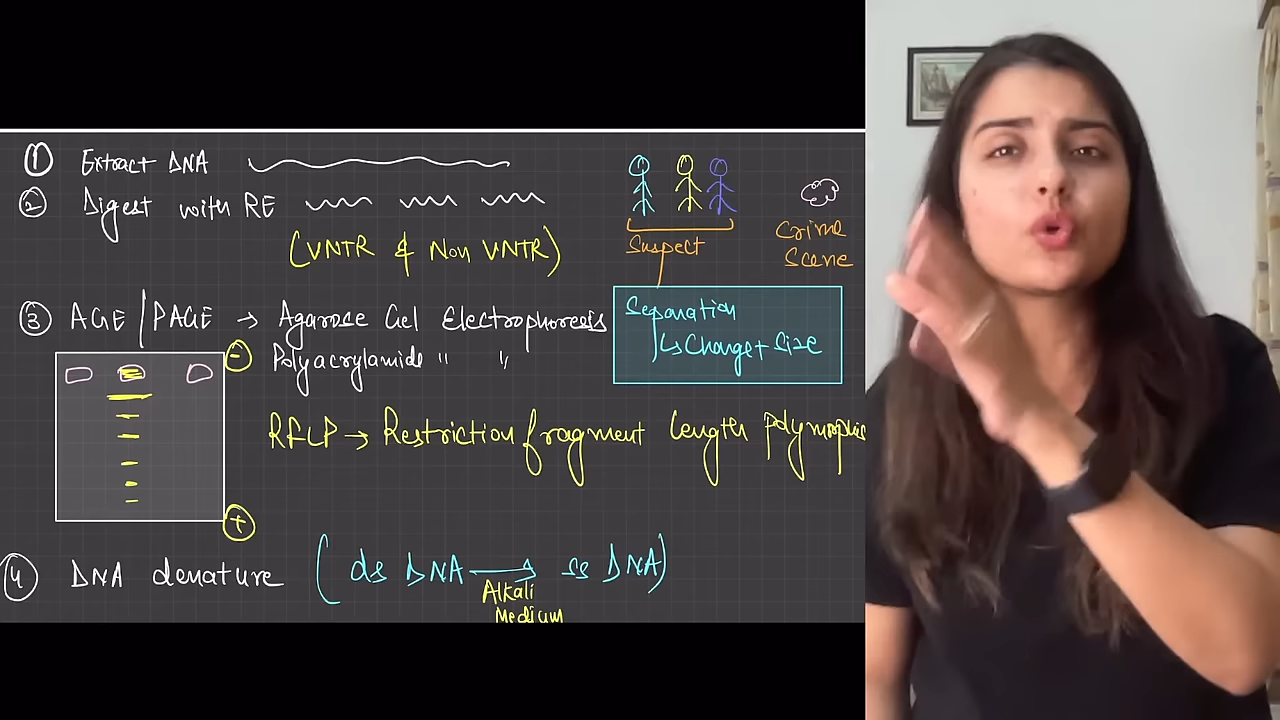 1 Extract DNA
2 Digest with RE
(VNTR & Non VNTR)
Suspect
Crime
Scene
3 AGE/PAGE → Agarose Gel Electrophoresis
Polyacrylamide " "
Separation
↳ Charge + Size
-
+
RFLP → Restriction fragment length polymorphis
4 DNA denature (ds DNA → ss DNA)
Alkali
Medium